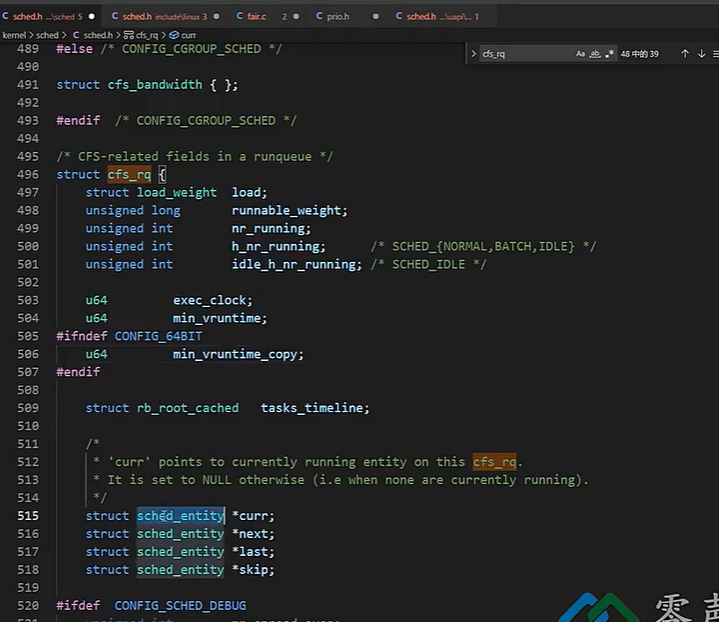 sched.h ...\sched 5 sched.h include\linux 3 fair.c 2 prio.h sched.h ...\uapi\... 1
kernel > sched > sched.h > cfs_rq > curr
cfs_rq Aa ab 48 中的 39
489 #else /* CONFIG_CGROUP_SCHED */
490
491 struct cfs_bandwidth { };
492
493 #endif /* CONFIG_CGROUP_SCHED */
494
495 /* CFS-related fields in a runqueue */
496 struct cfs_rq {
497 struct load_weight load;
498 unsigned long runnable_weight;
499 unsigned int nr_running;
500 unsigned int h_nr_running; /* SCHED_{NORMAL,BATCH,IDLE} */
501 unsigned int idle_h_nr_running; /* SCHED_IDLE */
502
503 u64 exec_clock;
504 u64 min_vruntime;
505 #ifndef CONFIG_64BIT
506 u64 min_vruntime_copy;
507 #endif
508
509 struct rb_root_cached tasks_timeline;
510
511 /*
512 * 'curr' points to currently running entity on this cfs_rq.
513 * It is set to NULL otherwise (i.e when none are currently running).
514 */
515 struct sched_entity *curr;
516 struct sched_entity *next;
517 struct sched_entity *last;
518 struct sched_entity *skip;
519
520 #ifdef CONFIG_SCHED_DEBUG
零声